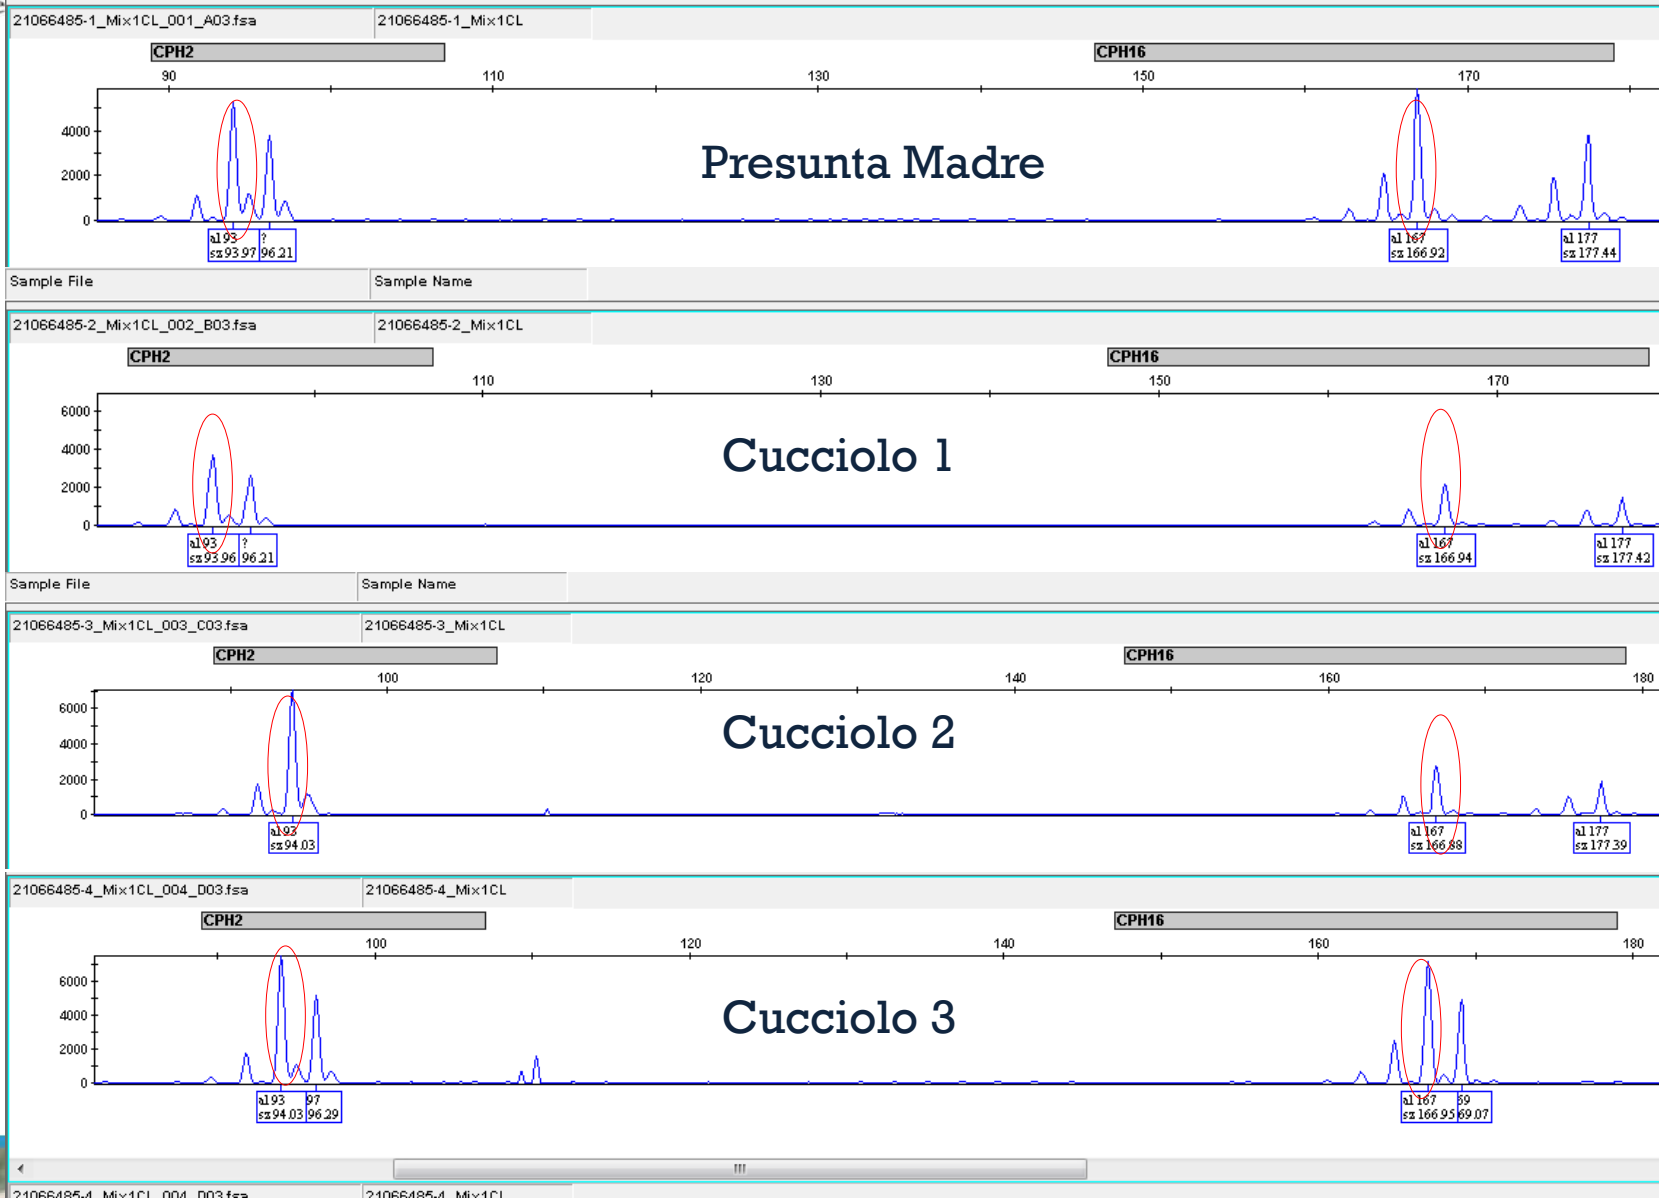 21066485-1_Mix1CL_001_A03.fsa 21066485-1_Mix1CL
CPH2 CPH16
90 110 130 150 170
4000
2000
0
Presunta Madre
al 93 ? al 167 al 177
sz 93.97 96.21 sz 166.92 sz 177.44
Sample File Sample Name
21066485-2_Mix1CL_002_B03.fsa 21066485-2_Mix1CL
CPH2 CPH16
110 130 150 170
6000
4000
2000
0
Cucciolo 1
al 93 ? al 167 al 177
sz 93.96 96.21 sz 166.94 sz 177.42
Sample File Sample Name
21066485-3_Mix1CL_003_C03.fsa 21066485-3_Mix1CL
CPH2 CPH16
100 120 140 160 180
6000
4000
2000
0
Cucciolo 2
al 93 al 167 al 177
sz 94.03 sz 166.88 sz 177.39
21066485-4_Mix1CL_004_D03.fsa 21066485-4_Mix1CL
CPH2 CPH16
100 120 140 160 180
6000
4000
2000
0
Cucciolo 3
al 93 97 al 167 69
sz 94.03 96.29 sz 166.95 69.07
21066485-4_Mix1CL_004_D03.fsa 21066485-4_Mix1CL